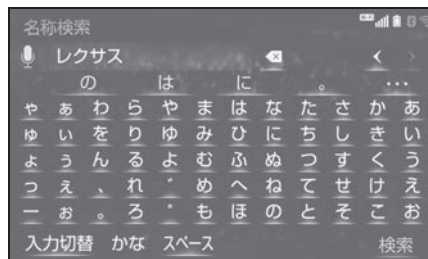 名称検索
レクサス
の は に 。 …
ゃ ぁ わ ら や ま は な た さ か あ
ゅ ぃ を り ゆ み ひ に ち し き い
ょ ぅ ん る よ む ふ ぬ つ す く う
っ ぇ 、 れ ゛ め へ ね て せ け え
ー ぉ 。 ろ ゜ も ほ の と そ こ お
入力切替 かな スペース 検索